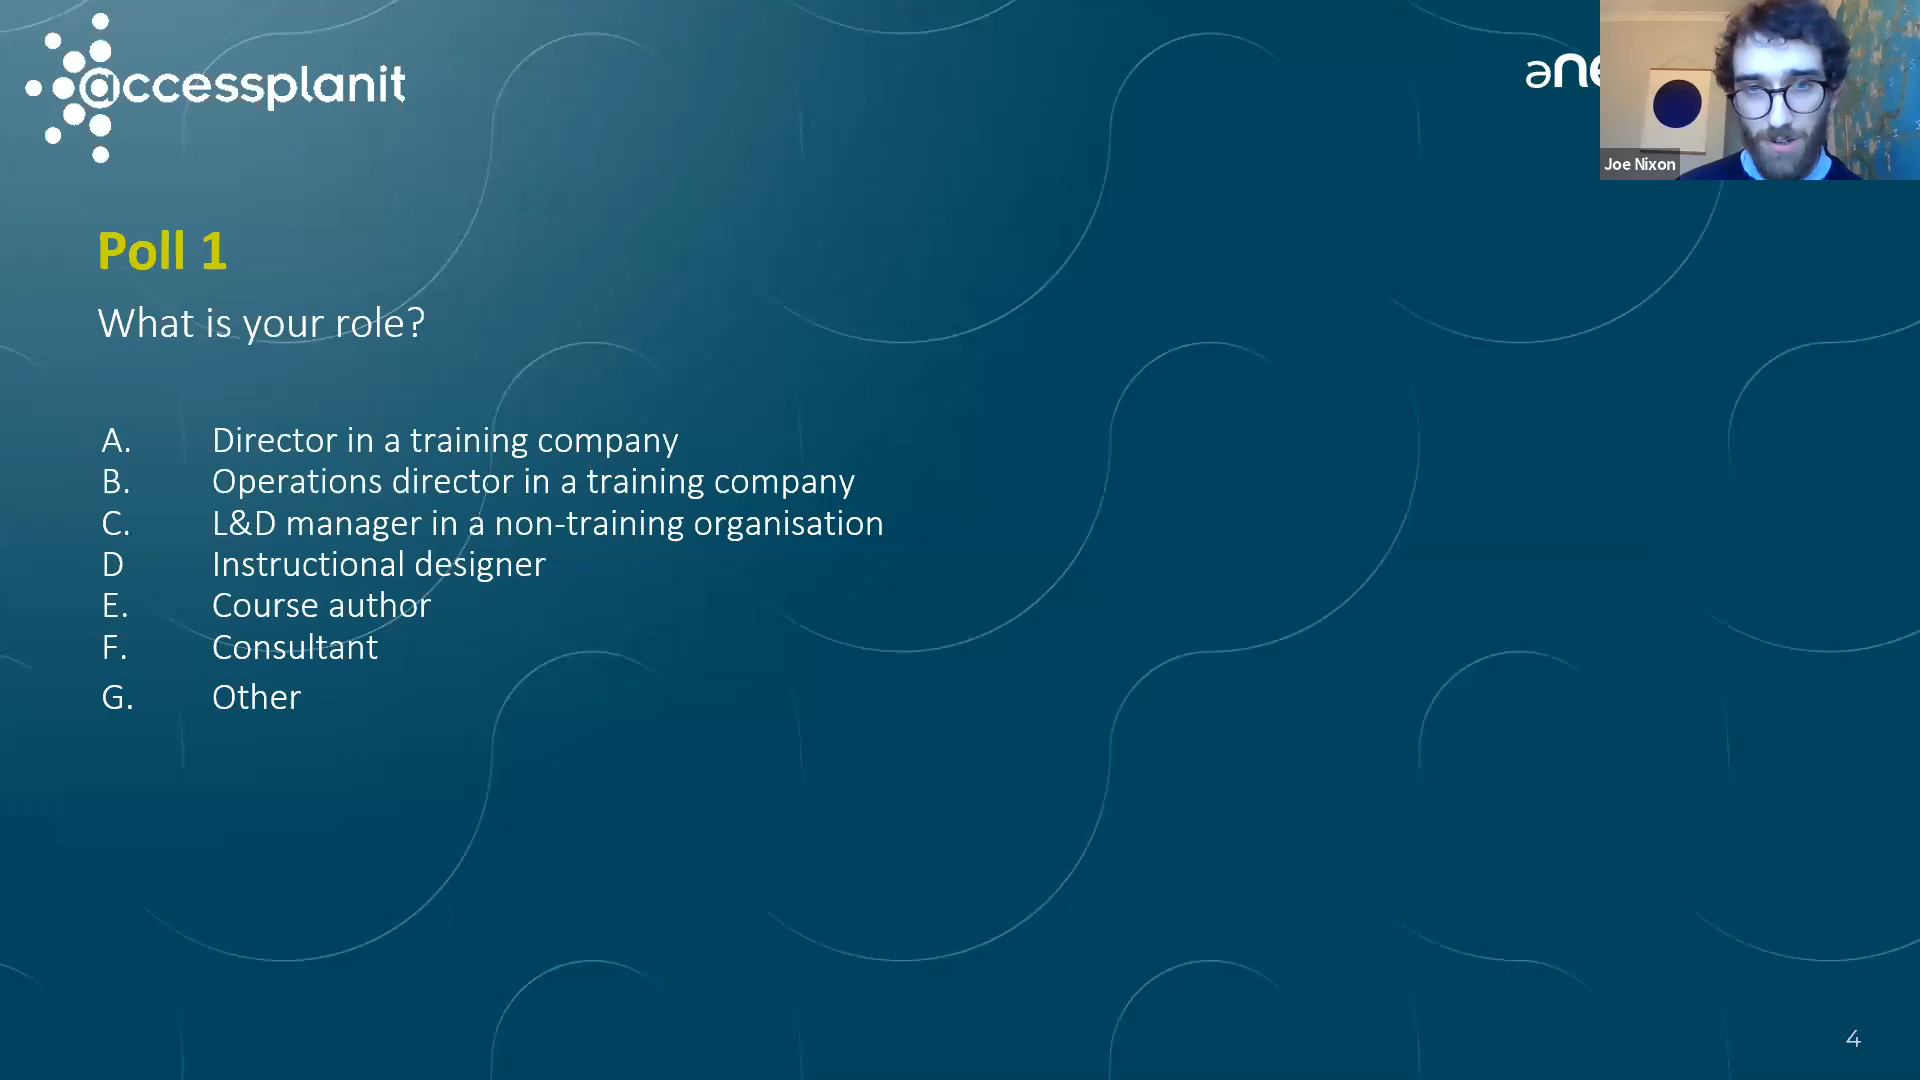 @ccessplanit
Joe Nixon
Poll 1
What is your role?
A. Director in a training company
B. Operations director in a training company
C. L&D manager in a non-training organisation
D Instructional designer
E. Course author
F. Consultant
G. Other
4